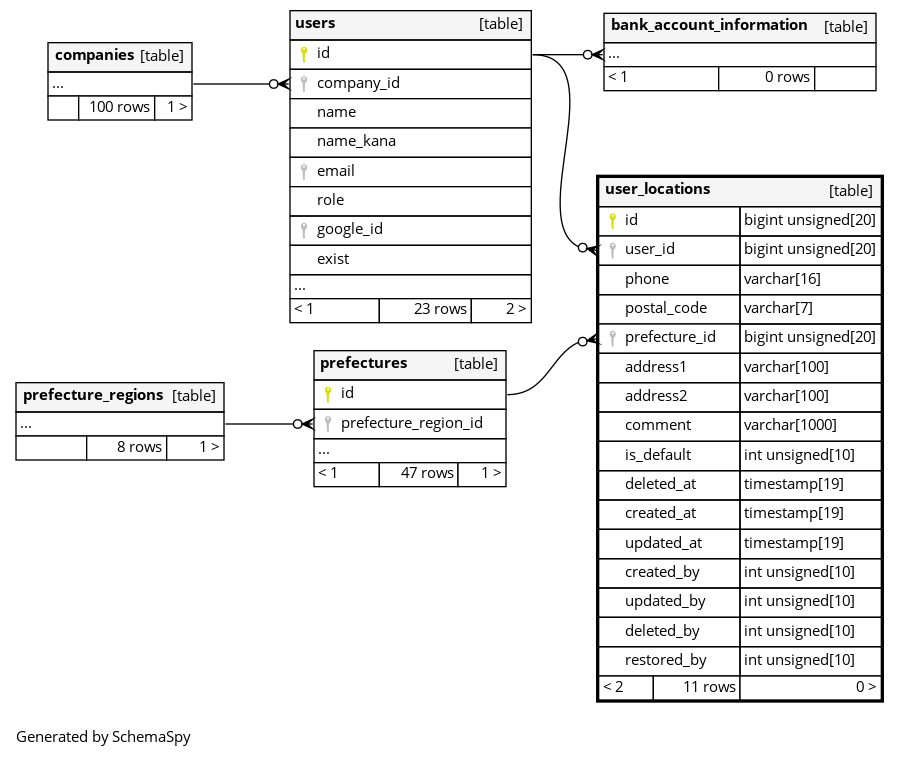 companies [table]
...
100 rows 1 >
users [table]
id
company_id
name
name_kana
email
role
google_id
exist
...
< 1 23 rows 2 >
bank_account_information [table]
...
< 1 0 rows
user_locations [table]
id bigint unsigned[20]
user_id bigint unsigned[20]
phone varchar[16]
postal_code varchar[7]
prefecture_id bigint unsigned[20]
address1 varchar[100]
address2 varchar[100]
comment varchar[1000]
is_default int unsigned[10]
deleted_at timestamp[19]
created_at timestamp[19]
updated_at timestamp[19]
created_by int unsigned[10]
updated_by int unsigned[10]
deleted_by int unsigned[10]
restored_by int unsigned[10]
< 2 11 rows 0 >
prefectures [table]
id
prefecture_region_id
...
< 1 47 rows 1 >
prefecture_regions [table]
...
8 rows 1 >
Generated by SchemaSpy